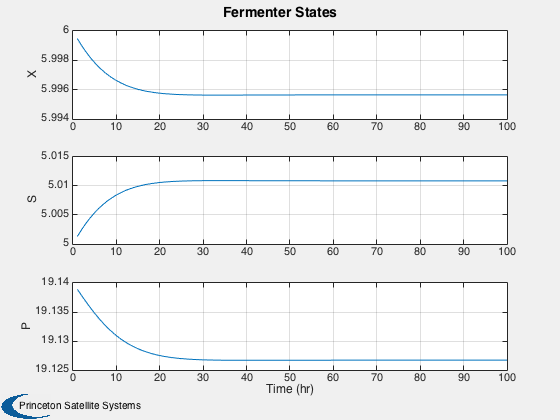 Fermenter States
6
5.998
5.996
5.994
X
0 10 20 30 40 50 60 70 80 90 100
5.015
5.01
5.005
5
S
0 10 20 30 40 50 60 70 80 90 100
19.14
19.135
19.13
19.125
P
0 10 20 30 40 50 60 70 80 90 100
Time (hr)
Princeton Satellite Systems